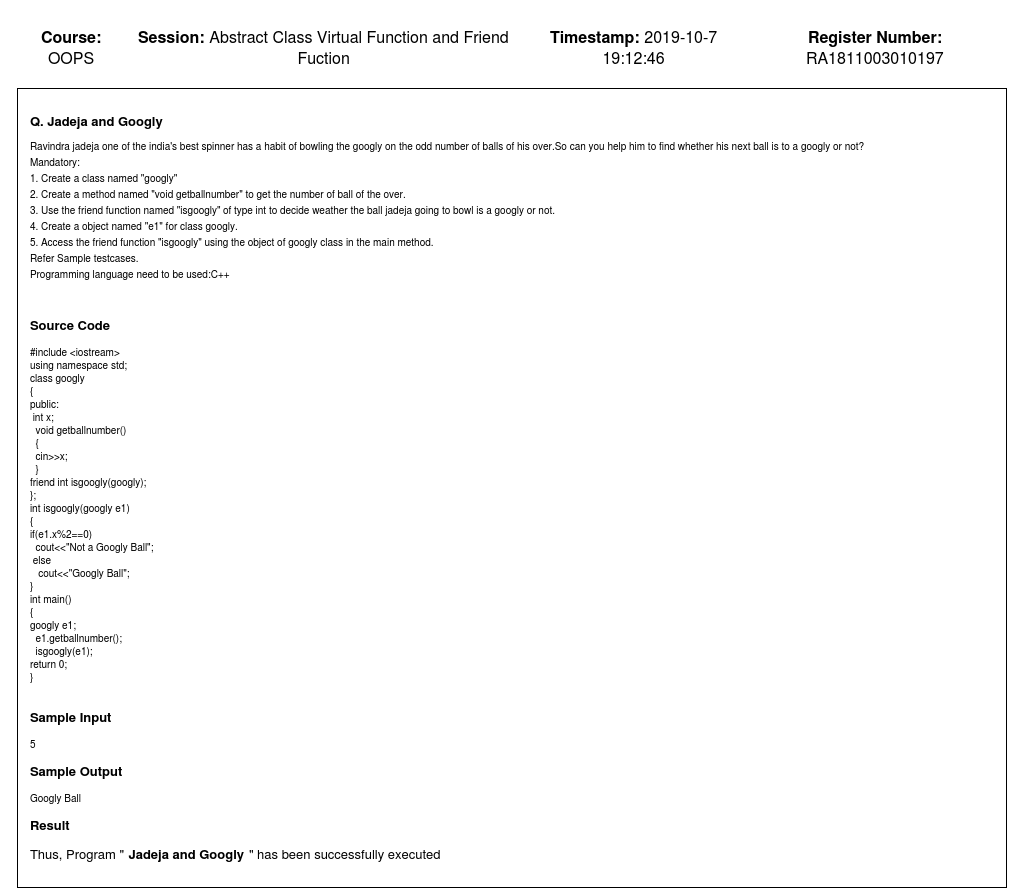 Course: Session: Abstract Class Virtual Function and Friend Timestamp: 2019-10-7 Register Number:
OOPS Fuction 19:12:46 RA1811003010197
Q. Jadeja and Googly
Ravindra jadeja one of the india's best spinner has a habit of bowling the googly on the odd number of balls of his over.So can you help him to find whether his next ball is to a googly or not?
Mandatory:
1. Create a class named "googly"
2. Create a method named "void getballnumber" to get the number of ball of the over.
3. Use the friend function named "isgoogly" of type int to decide weather the ball jadeja going to bowl is a googly or not.
4. Create a object named "e1" for class googly.
5. Access the friend function "isgoogly" using the object of googly class in the main method.
Refer Sample testcases.
Programming language need to be used:C++
Source Code
#include <iostream>
using namespace std;
class googly
{
public:
int x;
void getballnumber()
{
cin>>x;
}
friend int isgoogly(googly);
};
int isgoogly(googly e1)
{
if(e1.x%2==0)
cout<<"Not a Googly Ball";
else
cout<<"Googly Ball";
}
int main()
{
googly e1;
e1.getballnumber();
isgoogly(e1);
return 0;
}
Sample Input
5
Sample Output
Googly Ball
Result
Thus, Program " Jadeja and Googly " has been successfully executed